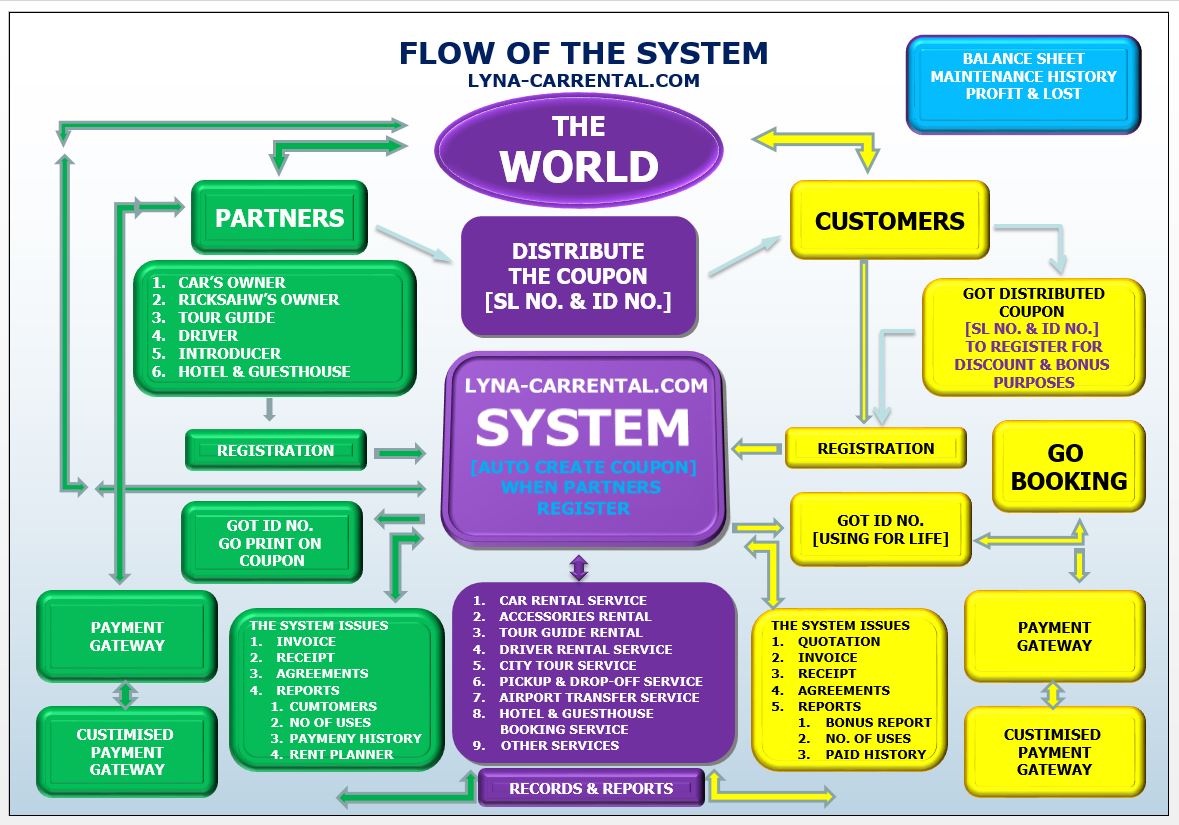 FLOW OF THE SYSTEM
LYNA-CARRENTAL.COM
BALANCE SHEET
MAINTENANCE HISTORY
PROFIT & LOST
THE
WORLD
PARTNERS
DISTRIBUTE
THE COUPON
[SL NO. & ID NO.]
CUSTOMERS
1. CAR'S OWNER
2. RICKSAHW'S OWNER
3. TOUR GUIDE
4. DRIVER
5. INTRODUCER
6. HOTEL & GUESTHOUSE
GOT DISTRIBUTED
COUPON
[SL NO. & ID NO.]
TO REGISTER FOR
DISCOUNT & BONUS
PURPOSES
REGISTRATION
LYNA-CARRENTAL.COM
SYSTEM
[AUTO CREATE COUPON]
WHEN PARTNERS
REGISTER
REGISTRATION
GO
BOOKING
GOT ID NO.
GO PRINT ON
COUPON
GOT ID NO.
[USING FOR LIFE]
PAYMENT
GATEWAY
CUSTIMISED
PAYMENT
GATEWAY
THE SYSTEM ISSUES
1. INVOICE
2. RECEIPT
3. AGREEMENTS
4. REPORTS
1. CUMTOMERS
2. NO OF USES
3. PAYMENY HISTORY
4. RENT PLANNER
1. CAR RENTAL SERVICE
2. ACCESSORIES RENTAL
3. TOUR GUIDE RENTAL
4. DRIVER RENTAL SERVICE
5. CITY TOUR SERVICE
6. PICKUP & DROP-OFF SERVICE
7. AIRPORT TRANSFER SERVICE
8. HOTEL & GUESTHOUSE
BOOKING SERVICE
9. OTHER SERVICES
THE SYSTEM ISSUES
1. QUOTATION
2. INVOICE
3. RECEIPT
4. AGREEMENTS
5. REPORTS
1. BONUS REPORT
2. NO. OF USES
3. PAID HISTORY
PAYMENT
GATEWAY
CUSTIMISED
PAYMENT
GATEWAY
RECORDS & REPORTS